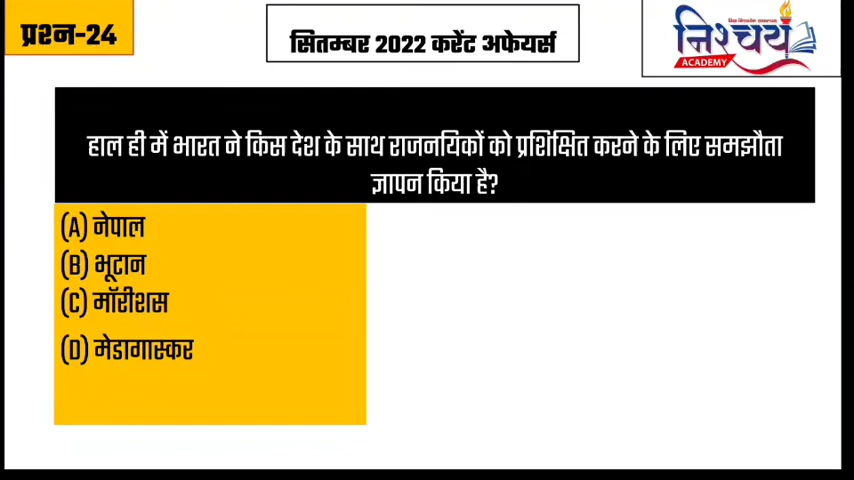 प्रश्न-24
सितम्बर 2022 करेंट अफेयर्स
निश्चय
ACADEMY
हाल ही में भारत ने किस देश के साथ राजनयिकों को प्रशिक्षित करने के लिए समझौता
ज्ञापन किया है?
(A) नेपाल
(B) भूटान
(C) मॉरीशस
(D) मेडागास्कर